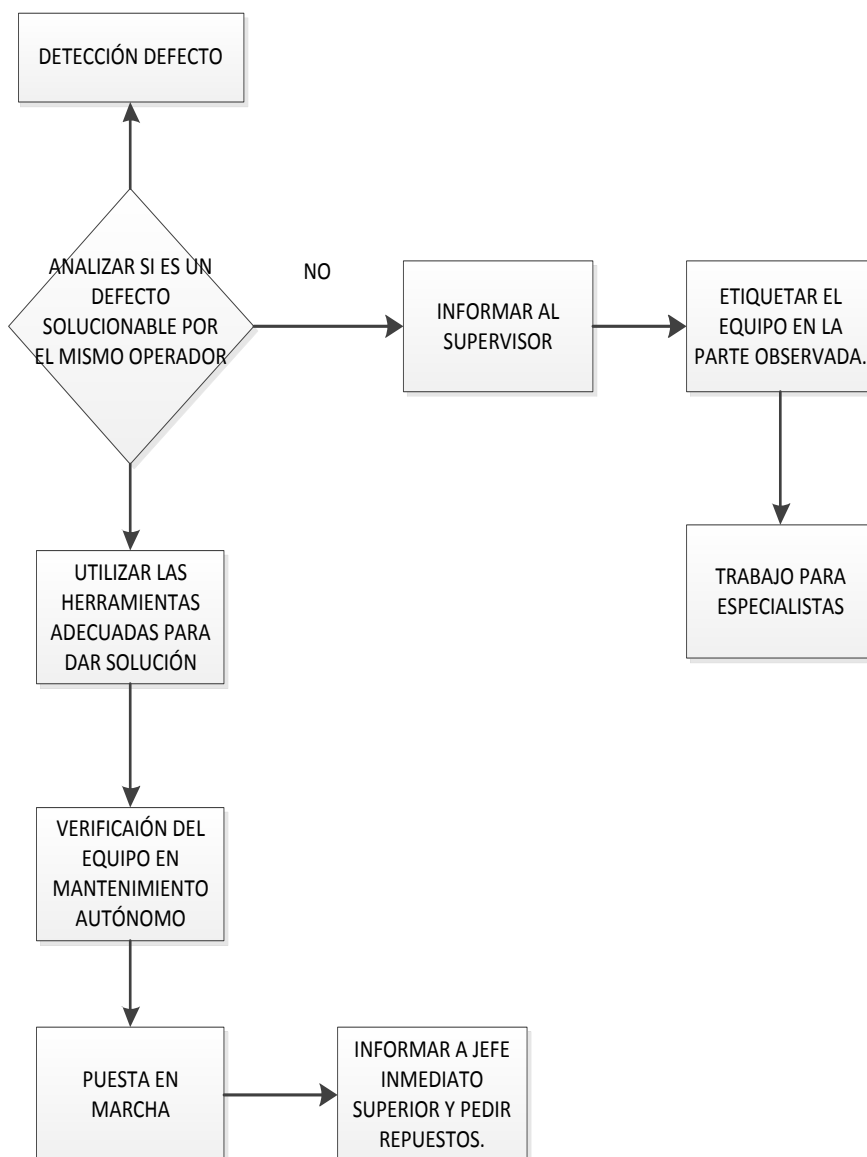 DETECCIÓN DEFECTO
ANALIZAR SI ES UN
DEFECTO
SOLUCIONABLE POR
EL MISMO OPERADOR
NO
INFORMAR AL
SUPERVISOR
ETIQUETAR EL
EQUIPO EN LA
PARTE OBSERVADA.
TRABAJO PARA
ESPECIALISTAS
UTILIZAR LAS
HERRAMIENTAS
ADECUADAS PARA
DAR SOLUCIÓN
VERIFICAIÓN DEL
EQUIPO EN
MANTENIMIENTO
AUTÓNOMO
PUESTA EN
MARCHA
INFORMAR A JEFE
INMEDIATO
SUPERIOR Y PEDIR
REPUESTOS.